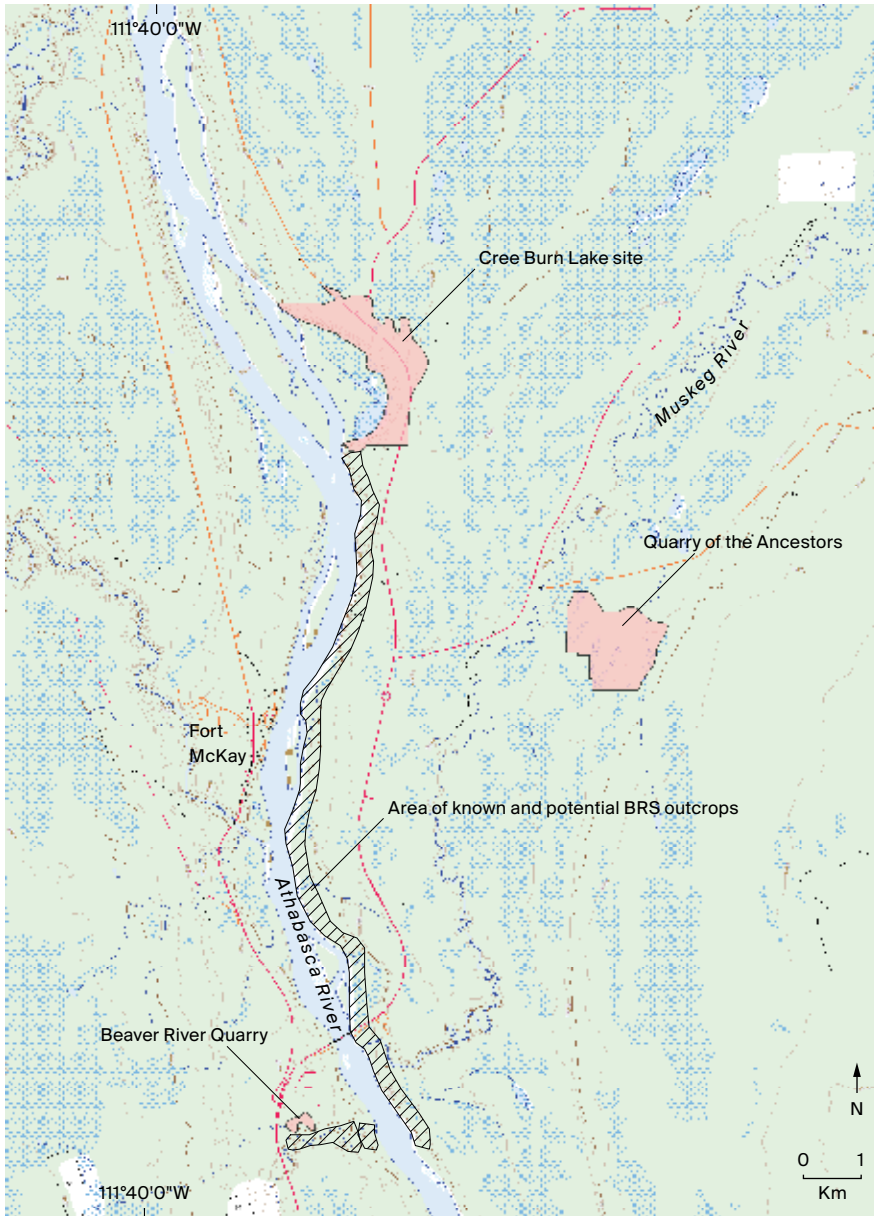 111°40'0"W
Cree Burn Lake site
Muskeg River
Quarry of the Ancestors
Fort
McKay
Area of known and potential BRS outcrops
Athabasca River
Beaver River Quarry
N
0 1
Km
111°40'0"W